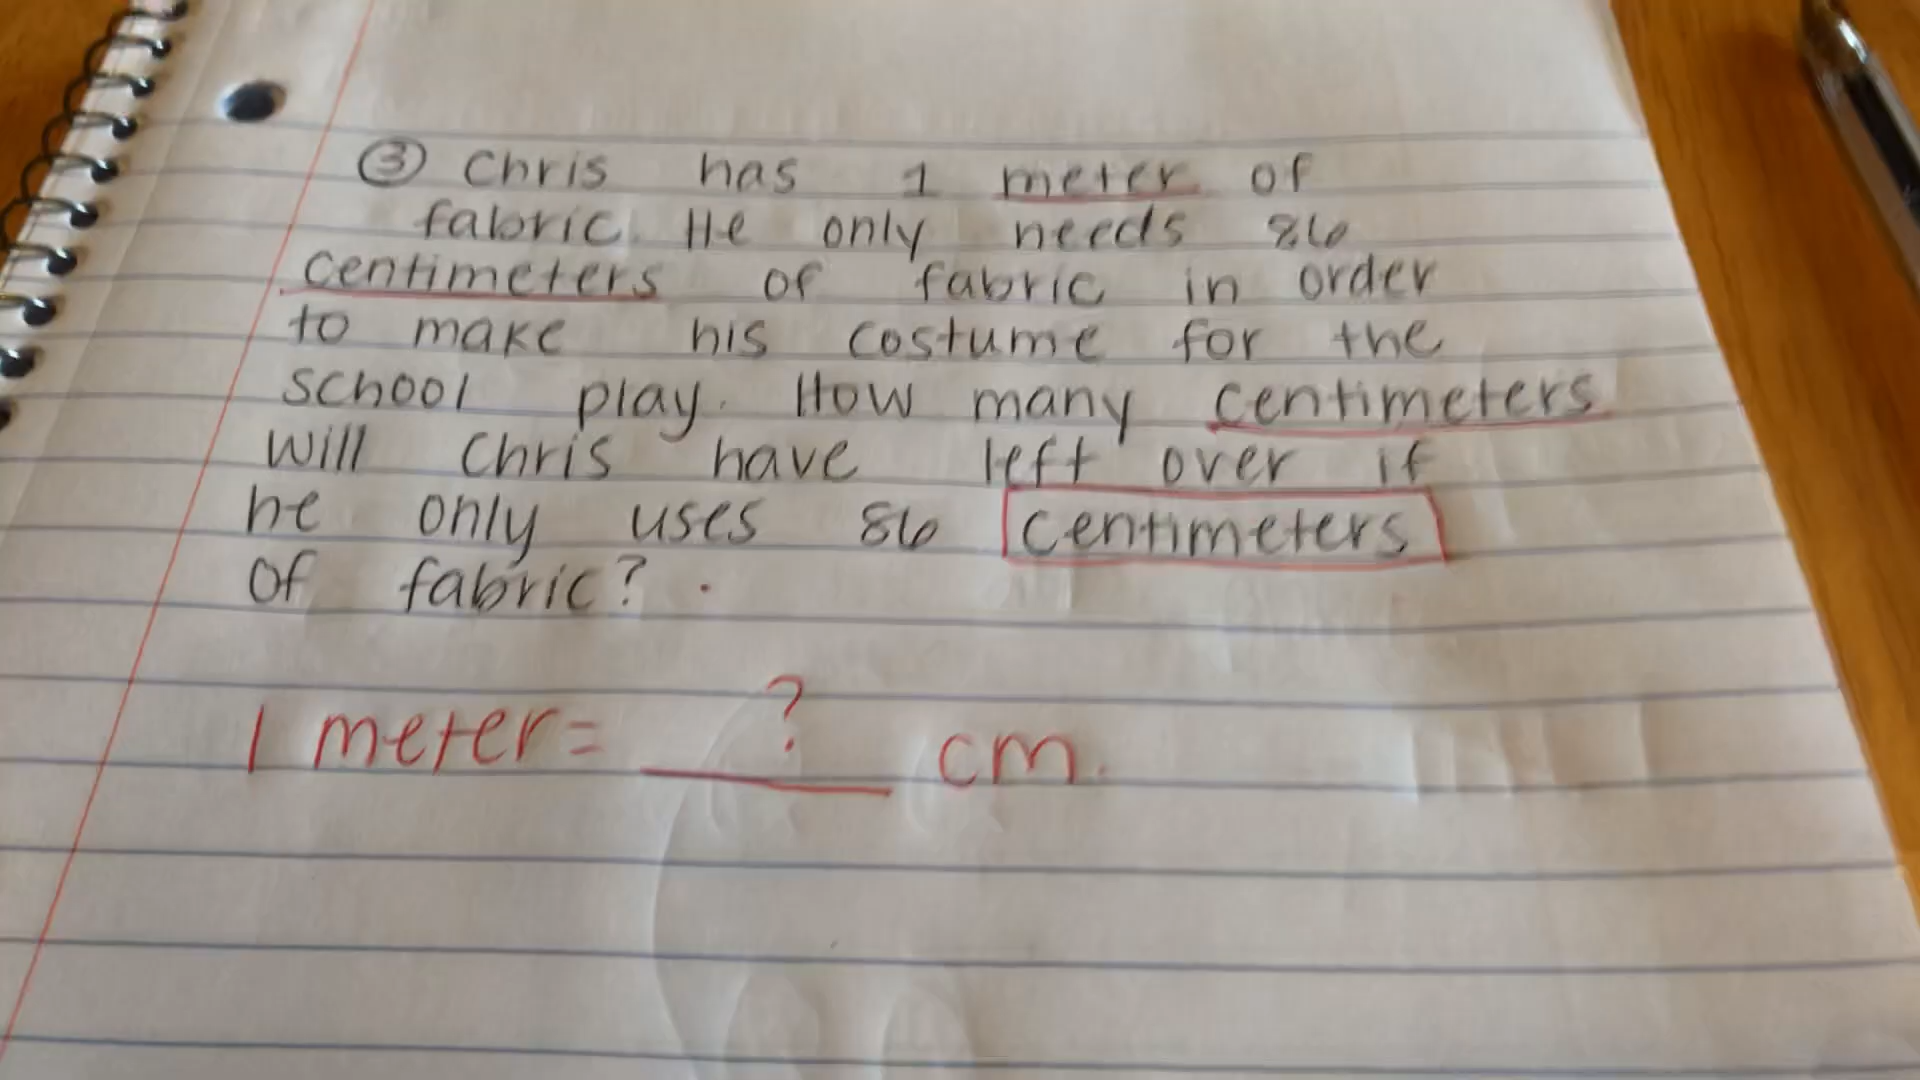 ③ Chris has 1 meter of
fabric. He only needs 86
centimeters of fabric in order
to make his costume for the
school play. How many centimeters
will Chris have left over if
he only uses 86 centimeters
of fabric?
1 meter = ? cm.